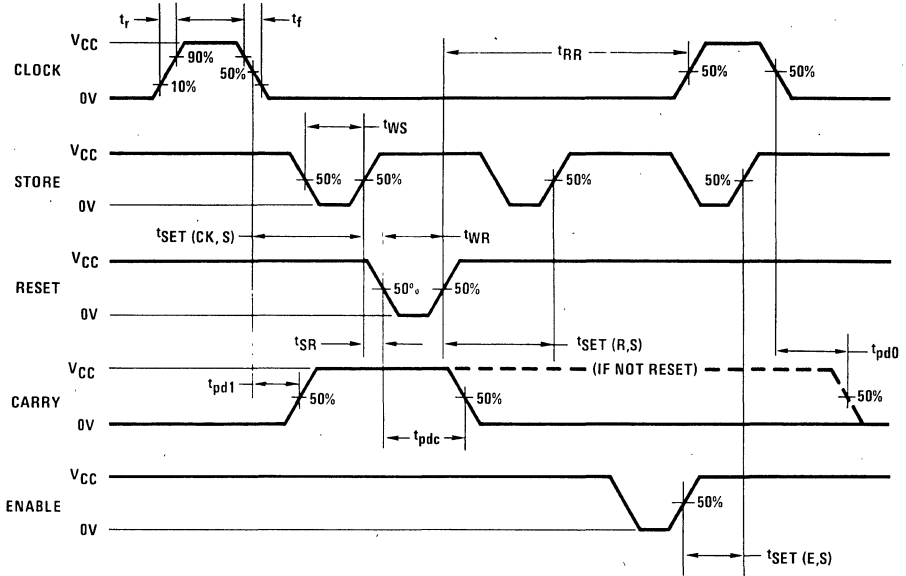 tr tf
VCC
CLOCK
0V
90%
50%
10%
tRR
50%
50%
tWS
VCC
STORE
0V
50%
50%
50%
50%
tSET (CK, S)
tWR
VCC
RESET
0V
50%
50%
tSR
tSET (R,S)
tpd0
VCC
CARRY
0V
tpd1
50%
(IF NOT RESET)
50%
50%
tpdc
VCC
ENABLE
0V
50%
tSET (E,S)